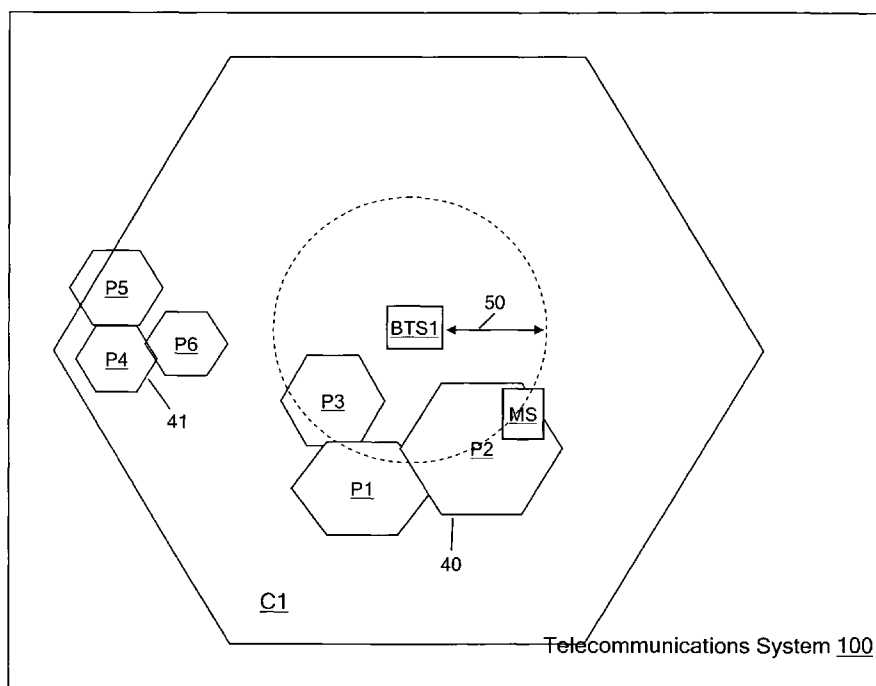 50
BTS1
P5
P4
P6
41
P3
MS
P2
P1
40
C1
Telecommunications System 100